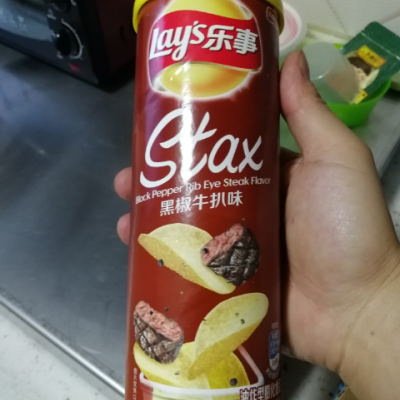 Lay's乐事
Stax
Black Pepper Rib Eye Steak Flavor
黑椒牛扒味